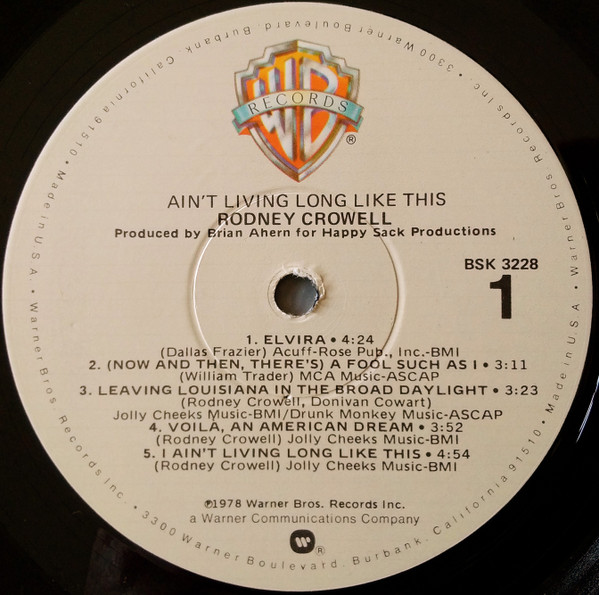 WB
RECORDS
®
AIN'T LIVING LONG LIKE THIS
RODNEY CROWELL
Produced by Brian Ahern for Happy Sack Productions
BSK 3228
1
1. ELVIRA • 4:24
(Dallas Frazier) Acuff-Rose Pub., Inc.-BMI
2. (NOW AND THEN, THERE'S) A FOOL SUCH AS I • 3:11
(William Trader) MCA Music-ASCAP
3. LEAVING LOUISIANA IN THE BROAD DAYLIGHT • 3:23
(Rodney Crowell, Donivan Cowart)
Jolly Cheeks Music-BMI/Drunk Monkey Music-ASCAP
4. VOILÁ, AN AMERICAN DREAM • 3:52
(Rodney Crowell) Jolly Cheeks Music-BMI
5. I AIN'T LIVING LONG LIKE THIS • 4:54
(Rodney Crowell) Jolly Cheeks Music-BMI
℗1978 Warner Bros. Records Inc.
a Warner Communications Company
®
Made in U.S.A. • Warner Bros Records Inc. • 3300 Warner Boulevard, Burbank, California 91510 • Made in U.S.A. • Warner Bros Records Inc. • 3300 Warner Boulevard, Burbank, California 91510 •